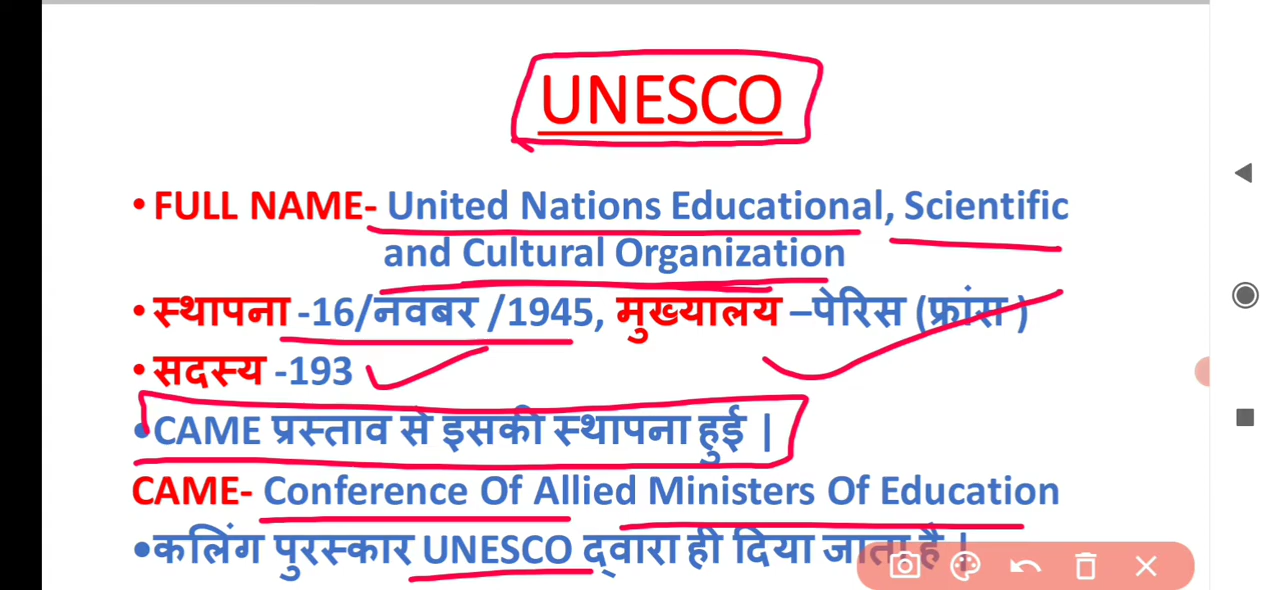 UNESCO
• FULL NAME- United Nations Educational, Scientific
and Cultural Organization
• स्थापना -16/नवबर /1945, मुख्यालय –पेरिस (फ्रांस )
• सदस्य -193
•CAME प्रस्ताव से इसकी स्थापना हुई |
CAME- Conference Of Allied Ministers Of Education
•कलिंग पुरस्कार UNESCO द्वारा ही दिया जाता है |